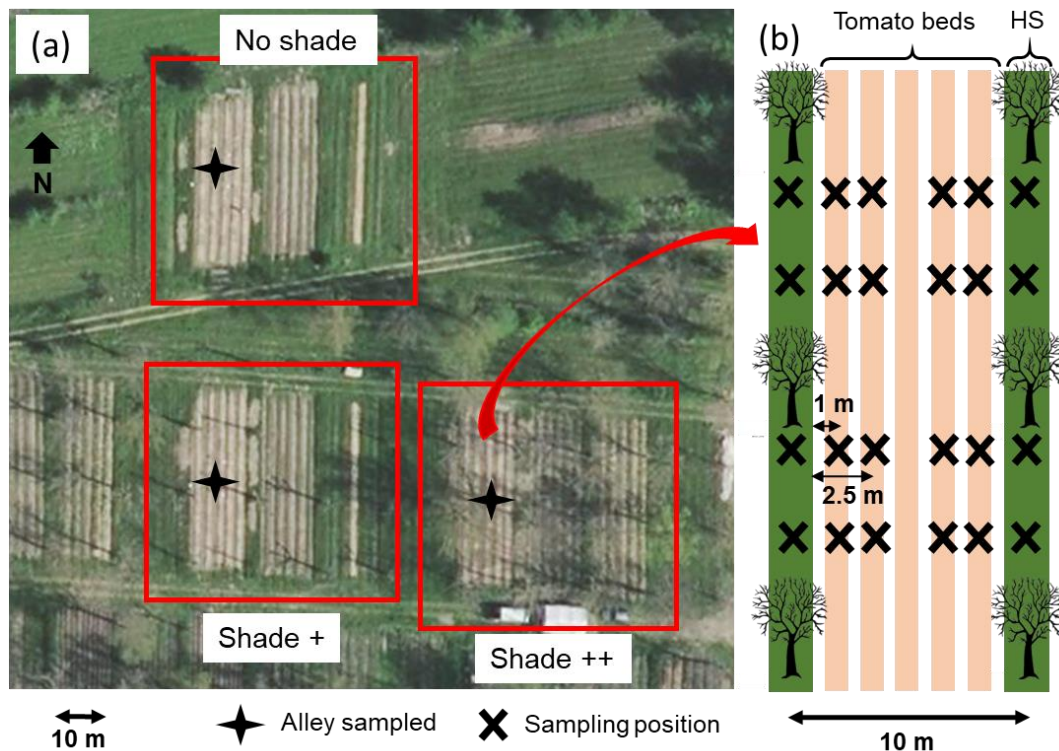 (a)
No shade
N
Shade +
Shade ++
(b)
Tomato beds
HS
1 m
2.5 m
10 m
Alley sampled
Sampling position
10 m